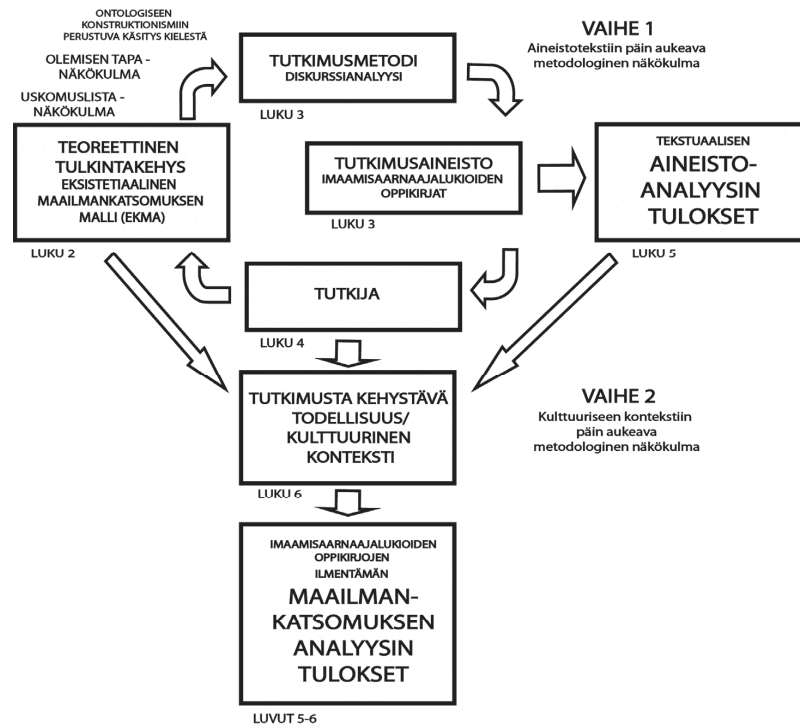 ONTOLOGISEEN
KONSTRUKTIONISMIIN
PERUSTUVA KÄSITYS KIELESTÄ
OLEMISEN TAPA -
NÄKÖKULMA
USKOMUSLISTA -
NÄKÖKULMA
TEOREETTINEN
TULKINTAKEHYS
EKSISTETIAALINEN
MAAILMANKATSOMUKSEN
MALLI (EKMA)
LUKU 2
TUTKIMUSMETODI
DISKURSSIANALYYSI
LUKU 3
VAIHE 1
Aineistotekstiin päin aukeava
metodologinen näkökulma
TUTKIMUSAINEISTO
IMAAMISAARNAAJALUKIOIDEN
OPPIKIRJAT
LUKU 3
TEKSTUAALISEN
AINEISTO-
ANALYYSIN
TULOKSET
LUKU 5
TUTKIJA
LUKU 4
TUTKIMUSTA KEHYSTÄVÄ
TODELLISUUS/
KULTTUURINEN
KONTEKSTI
LUKU 6
VAIHE 2
Kulttuuriseen kontekstiin
päin aukeava
metodologinen näkökulma
IMAAMISAARNAAJALUKIOIDEN
OPPIKIRJOJEN
ILMENTÄMÄN
MAAILMAN-
KATSOMUKSEN
ANALYYSIN
TULOKSET
LUVUT 5-6